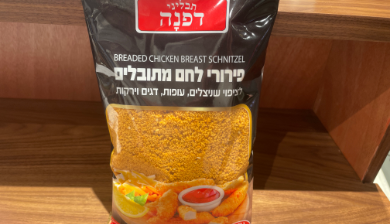 תבליני
דפנה
BREADED CHICKEN BREAST SCHNITZEL
פירורי לחם מתובלים
לציפוי שניצלים, עופות, דגים וירקות